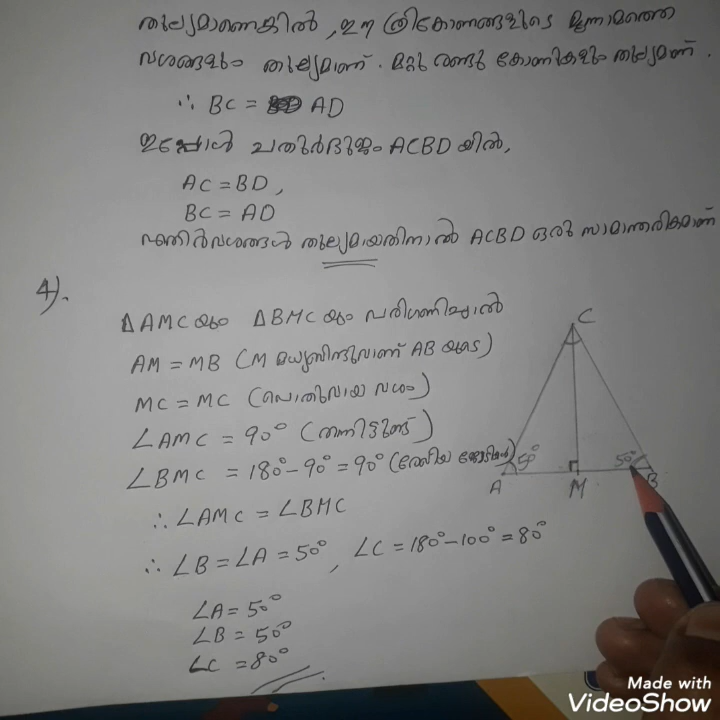 തുല്യമാണെങ്കിൽ, ഈ ത്രികോണങ്ങളുടെ മൂന്നാമത്തെ
വശങ്ങളും തുല്യമാണ്. മറ്റു രണ്ടു കോണുകളും തുല്യമാണ്.
∴ BC = AD
ഇപ്പോൾ ചതുർഭുജം ACBD യിൽ,
AC = BD,
BC = AD
എതിർവശങ്ങൾ തുല്യമായതിനാൽ ACBD ഒരു സാമാന്തരികമാണ്
4).
Δ AMC യും Δ BMC യും പരിഗണിച്ചാൽ
AM = MB (M മധ്യബിന്ദുവാണ് AB യുടെ)
MC = MC (പൊതുവായ വശം)
∠AMC = 90° (തന്നിട്ടുണ്ട്)
∠BMC = 180° - 90° = 90° (രേഖീയ ജോടികൾ)
∴ ∠AMC = ∠BMC
∴ ∠B = ∠A = 50°, ∠C = 180° - 100° = 80°
∠A = 50°
∠B = 50°
∠C = 80°
C
50°
50°
A
M
B
Made with
VideoShow